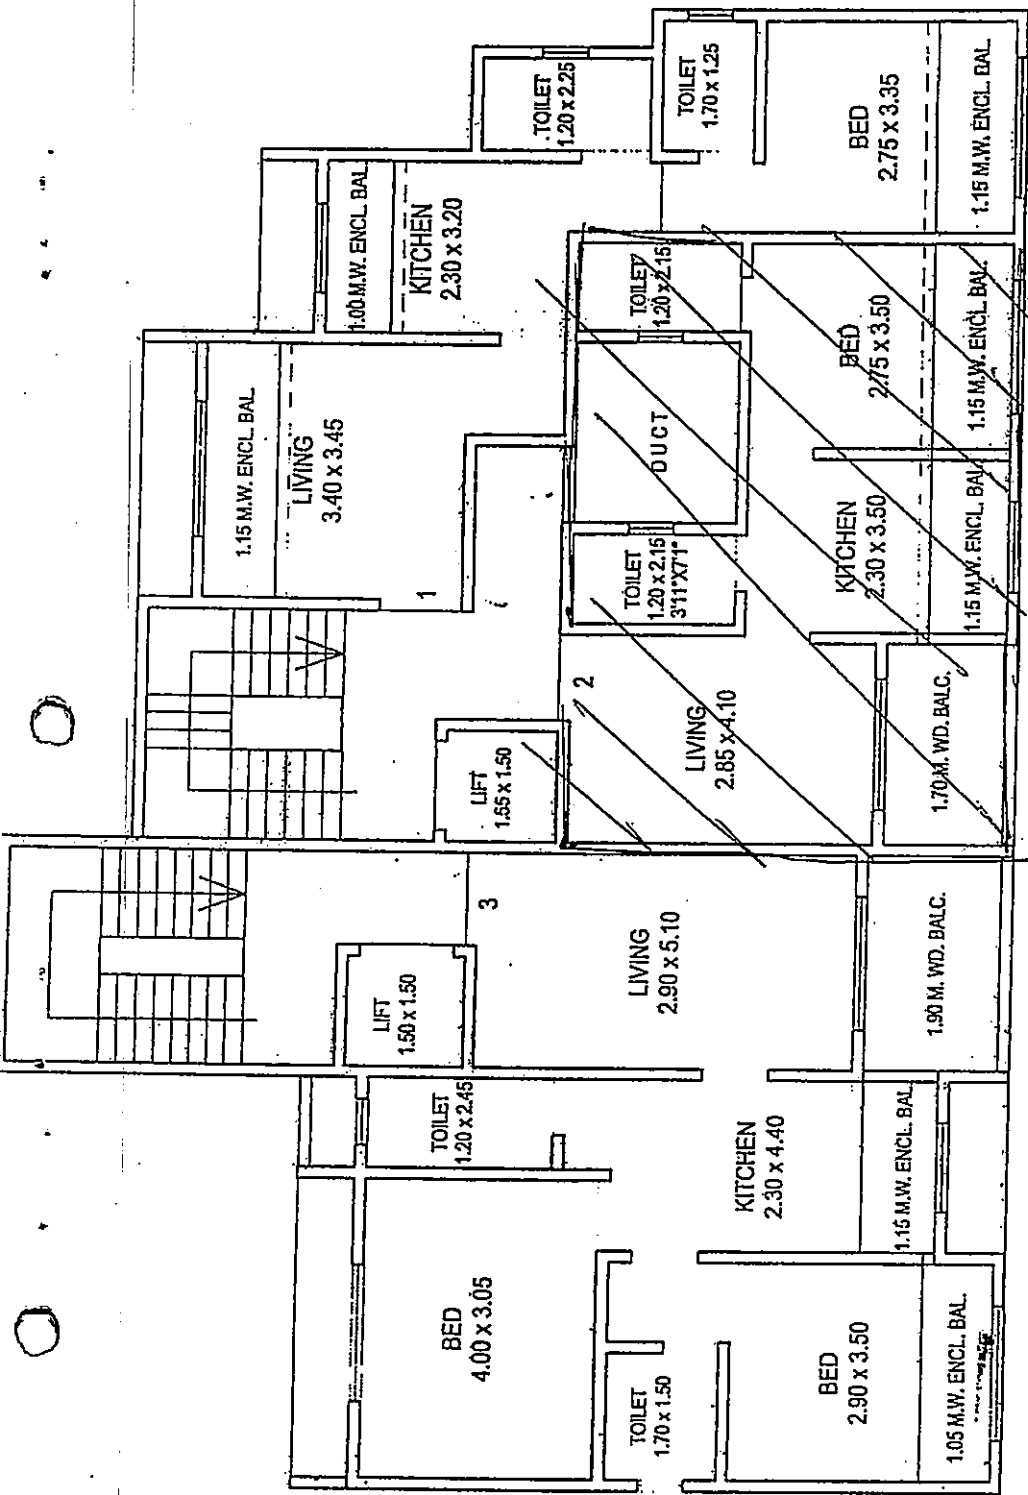 TOILET
1.20 x 2.25
TOILET
1.70 x 1.25
BED
2.75 x 3.35
1.15 M.W. ENCL. BAL.
1.00 M.W. ENCL. BAL
KITCHEN
2.30 x 3.20
TOILET
1.20 x 2.15
BED
2.75 x 3.50
1.15 M.W. ENCL. BAL.
1.15 M.W. ENCL. BAL.
LIVING
3.40 x 3.45
DUCT
KITCHEN
2.30 x 3.50
1.15 M.W. ENCL. BAL.
1
TOILET
1.20 x 2.15
3'11"X7'1"
2
LIFT
1.55 x 1.50
LIVING
2.85 x 4.10
1.70 M. WD. BALC.
3
LIFT
1.50 x 1.50
LIVING
2.90 x 5.10
1.90 M. WD. BALC.
TOILET
1.20 x 2.45
KITCHEN
2.30 x 4.40
1.15 M.W. ENCL. BAL
BED
4.00 x 3.05
TOILET
1.70 x 1.50
BED
2.90 x 3.50
1.05 M.W. ENCL. BAL.